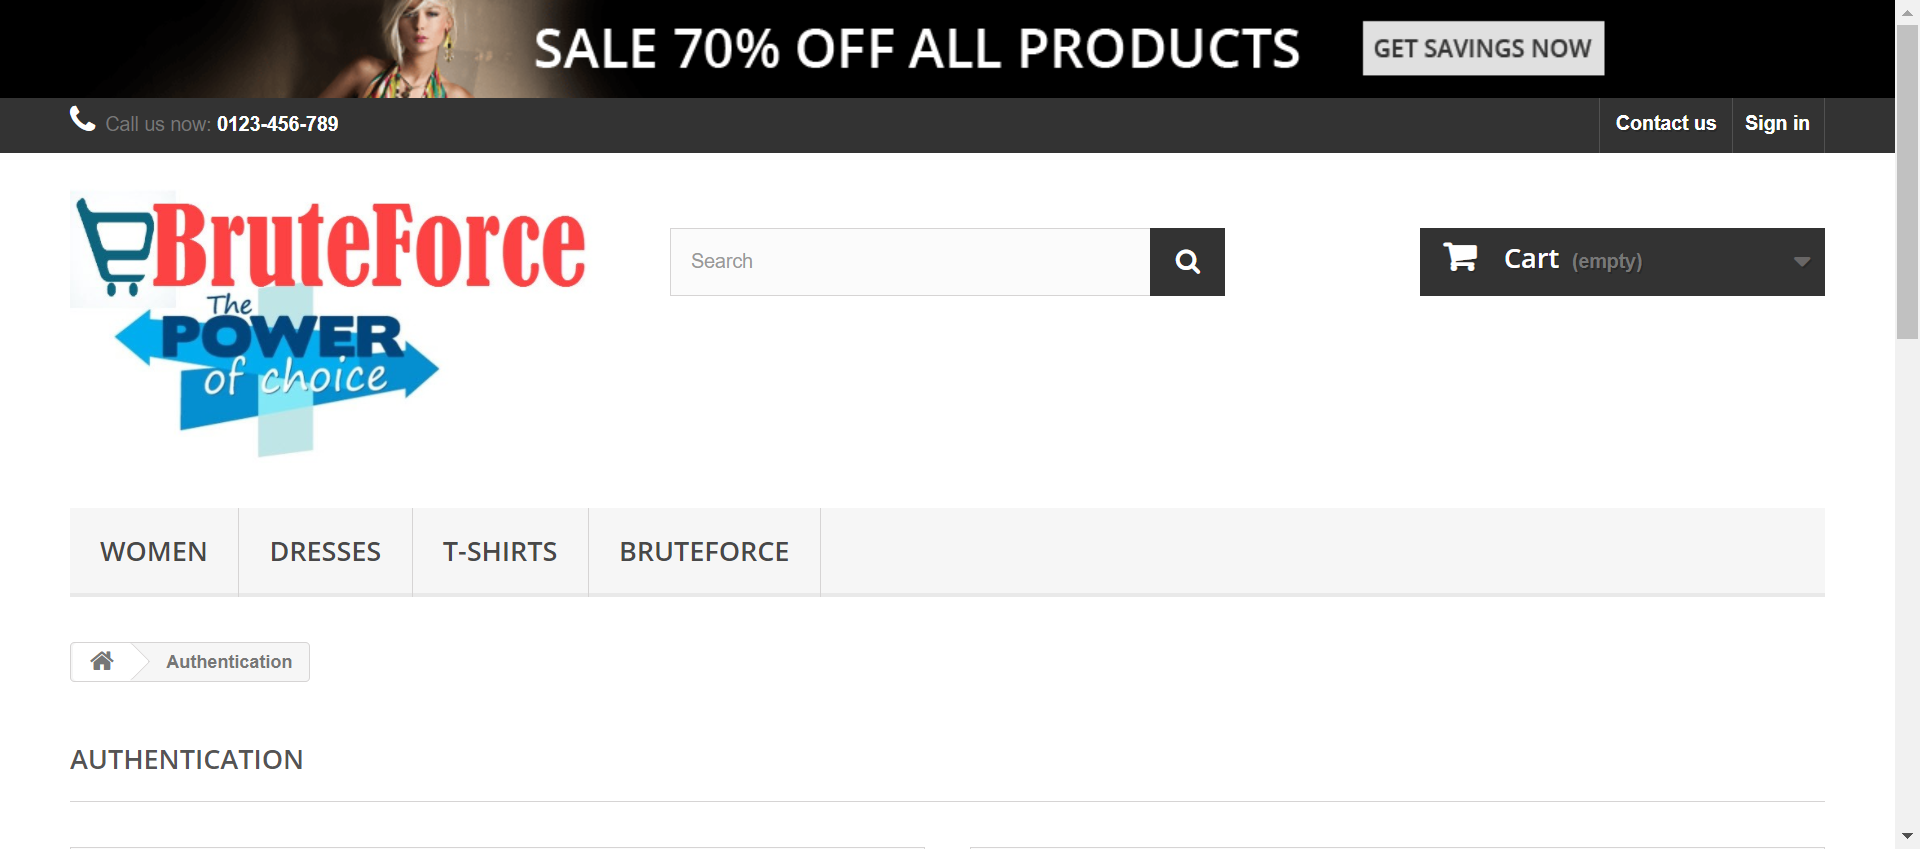 SALE 70% OFF ALL PRODUCTS
GET SAVINGS NOW
Call us now: 0123-456-789
Contact us
Sign in
BruteForce
The
POWER
of choice
Search
Cart (empty)
WOMEN
DRESSES
T-SHIRTS
BRUTEFORCE
Authentication
AUTHENTICATION